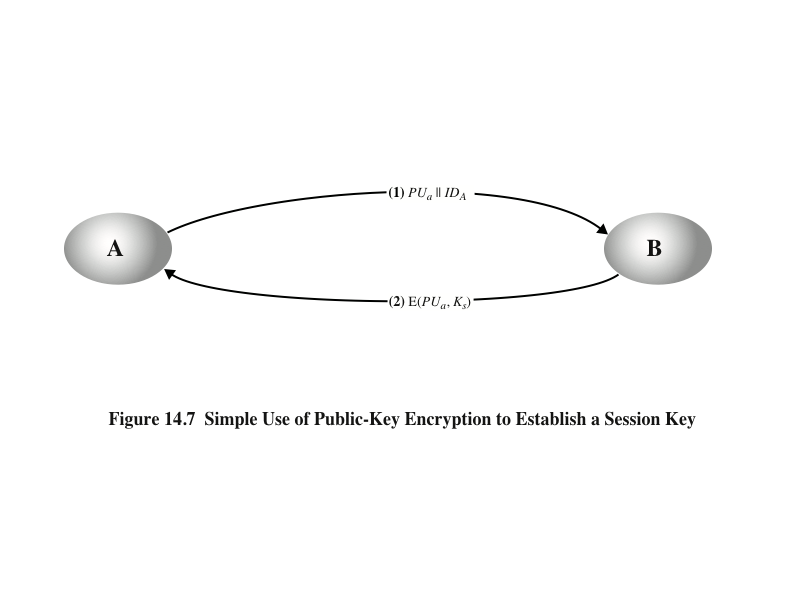 (1) PUa || IDA
A
B
(2) E(PUa, Ks)
Figure 14.7 Simple Use of Public-Key Encryption to Establish a Session Key